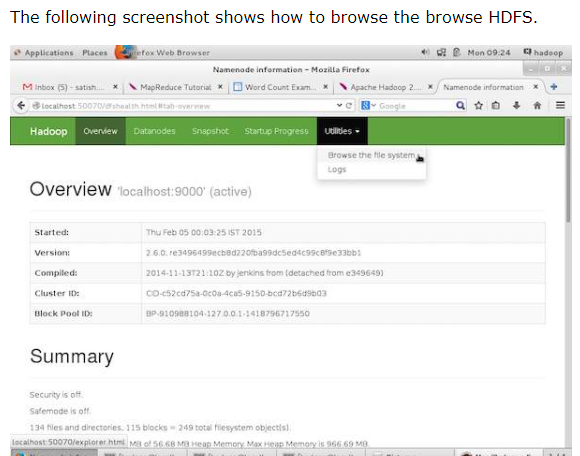 The following screenshot shows how to browse the browse HDFS.
Applications Places Firefox Web Browser Mon 09:24 hadoop
Namenode information - Mozilla Firefox
Inbox (5) - satish.... MapReduce Tutorial Word Count Exam... Apache Hadoop 2.... Namenode information
localhost:50070/dfshealth.html#tab-overview Google
Hadoop Overview Datanodes Snapshot Startup Progress Utilities
Browse the file system
Logs
Overview 'localhost:9000' (active)
Started: Thu Feb 05 00:03:25 IST 2015
Version: 2.6.0, re3496499ecb8d220fba99dc5ed4c99c8f9e33bb1
Compiled: 2014-11-13T21:10Z by jenkins from (detached from e349649)
Cluster ID: CID-c52cd75a-0c0a-4ca5-9150-bcd72b6d9b03
Block Pool ID: BP-910988104-127.0.0.1-1418796717550
Summary
Security is off.
Safemode is off.
134 files and directories, 115 blocks = 249 total filesystem object(s).
localhost:50070/explorer.html MB of 56.68 MB Heap Memory. Max Heap Memory is 966.69 MB.